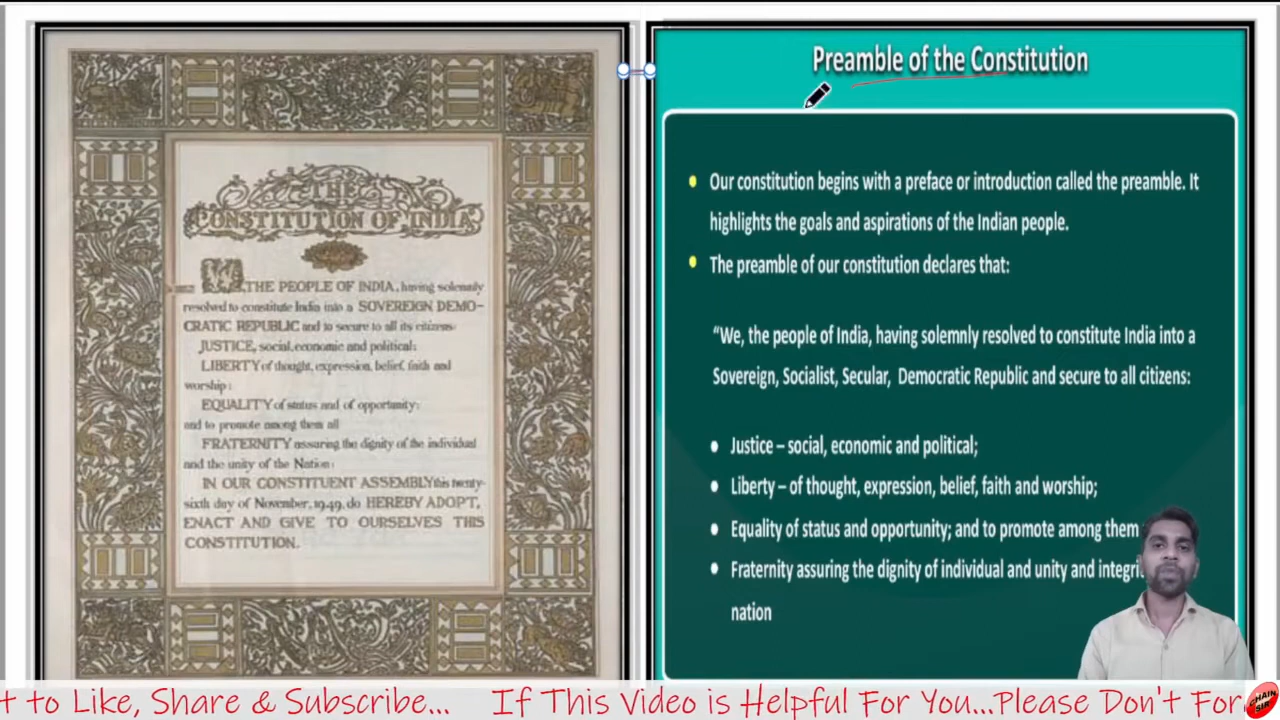 THE
CONSTITUTION OF INDIA
WE, THE PEOPLE OF INDIA, having solemnly
resolved to constitute India into a SOVEREIGN DEMO-
CRATIC REPUBLIC and to secure to all its citizens:
JUSTICE, social, economic and political;
LIBERTY of thought, expression, belief, faith and
worship;
EQUALITY of status and of opportunity;
and to promote among them all
FRATERNITY assuring the dignity of the individual
and the unity of the Nation;
IN OUR CONSTITUENT ASSEMBLY this twenty-
sixth day of November, 1949, do HEREBY ADOPT,
ENACT AND GIVE TO OURSELVES THIS
CONSTITUTION.
Preamble of the Constitution
Our constitution begins with a preface or introduction called the preamble. It
highlights the goals and aspirations of the Indian people.
The preamble of our constitution declares that:
“We, the people of India, having solemnly resolved to constitute India into a
Sovereign, Socialist, Secular, Democratic Republic and secure to all citizens:
Justice – social, economic and political;
Liberty – of thought, expression, belief, faith and worship;
Equality of status and opportunity; and to promote among them
Fraternity assuring the dignity of individual and unity and integri
nation
t to Like, Share & Subscribe... If This Video is Helpful For You...Please Don't For
CHAIN
SIR